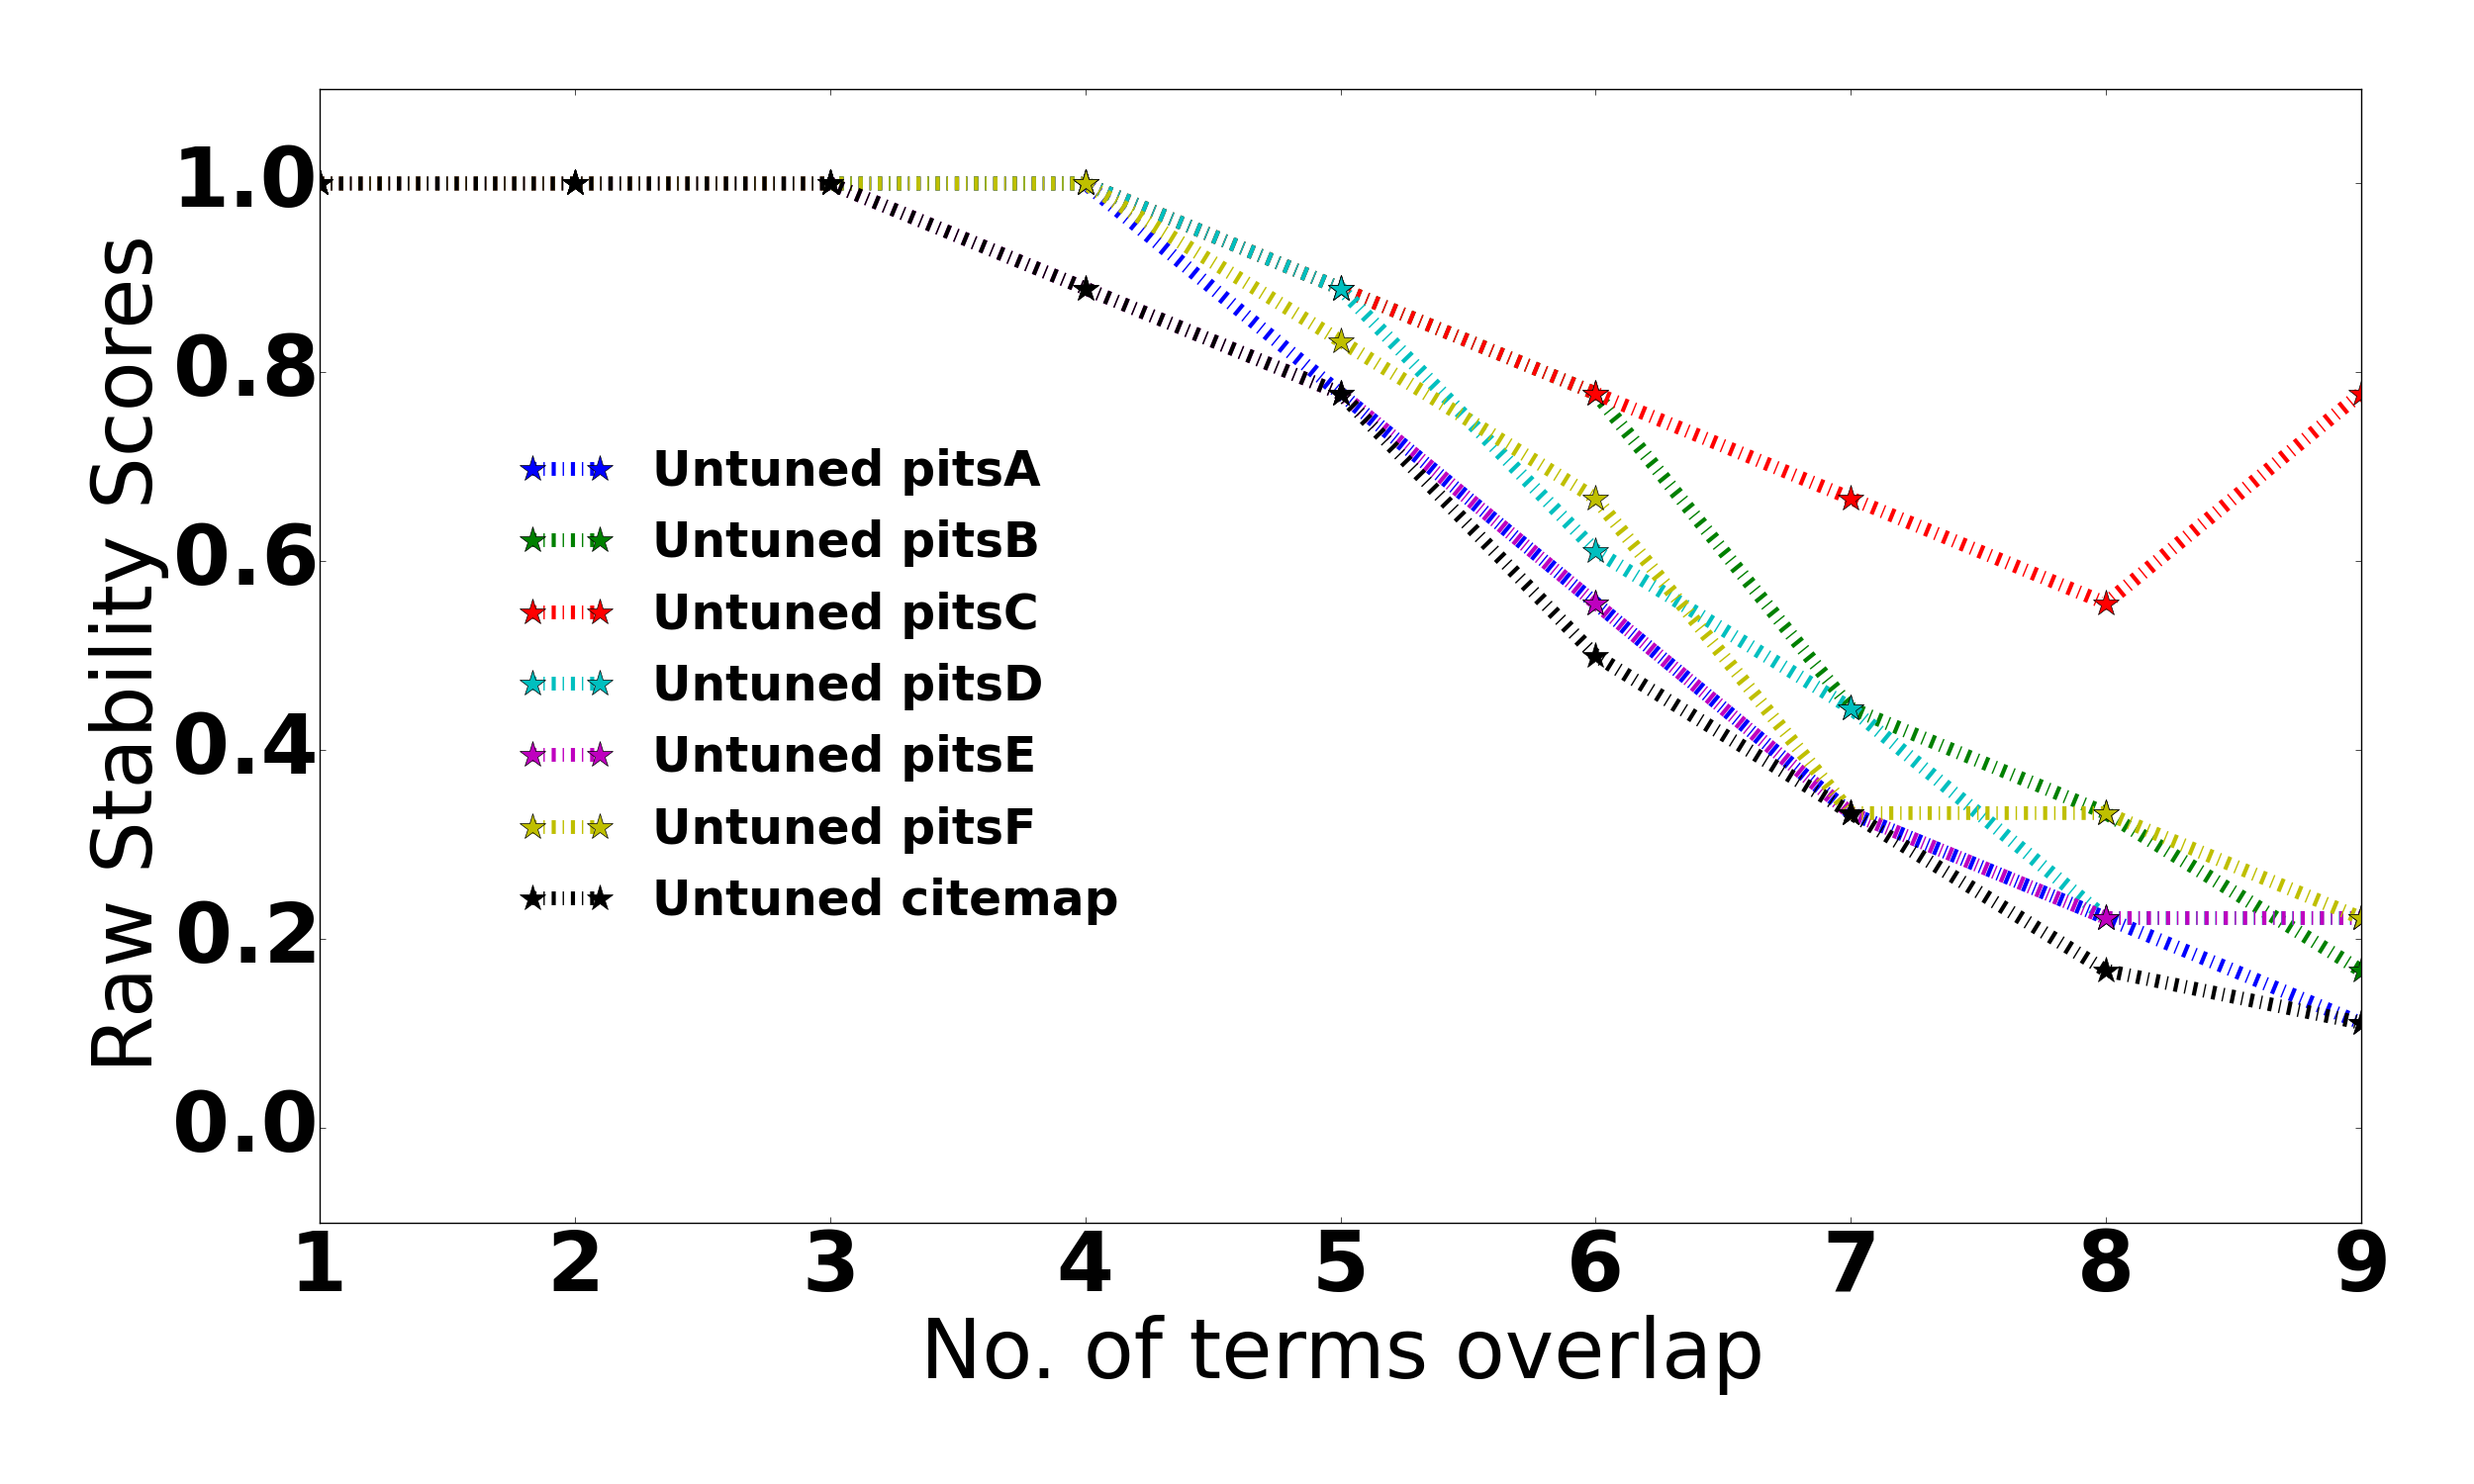 Raw Stability Scores
1.0
0.8
0.6
0.4
0.2
0.0
Untuned pitsA
Untuned pitsB
Untuned pitsC
Untuned pitsD
Untuned pitsE
Untuned pitsF
Untuned citemap
1 2 3 4 5 6 7 8 9
No. of terms overlap